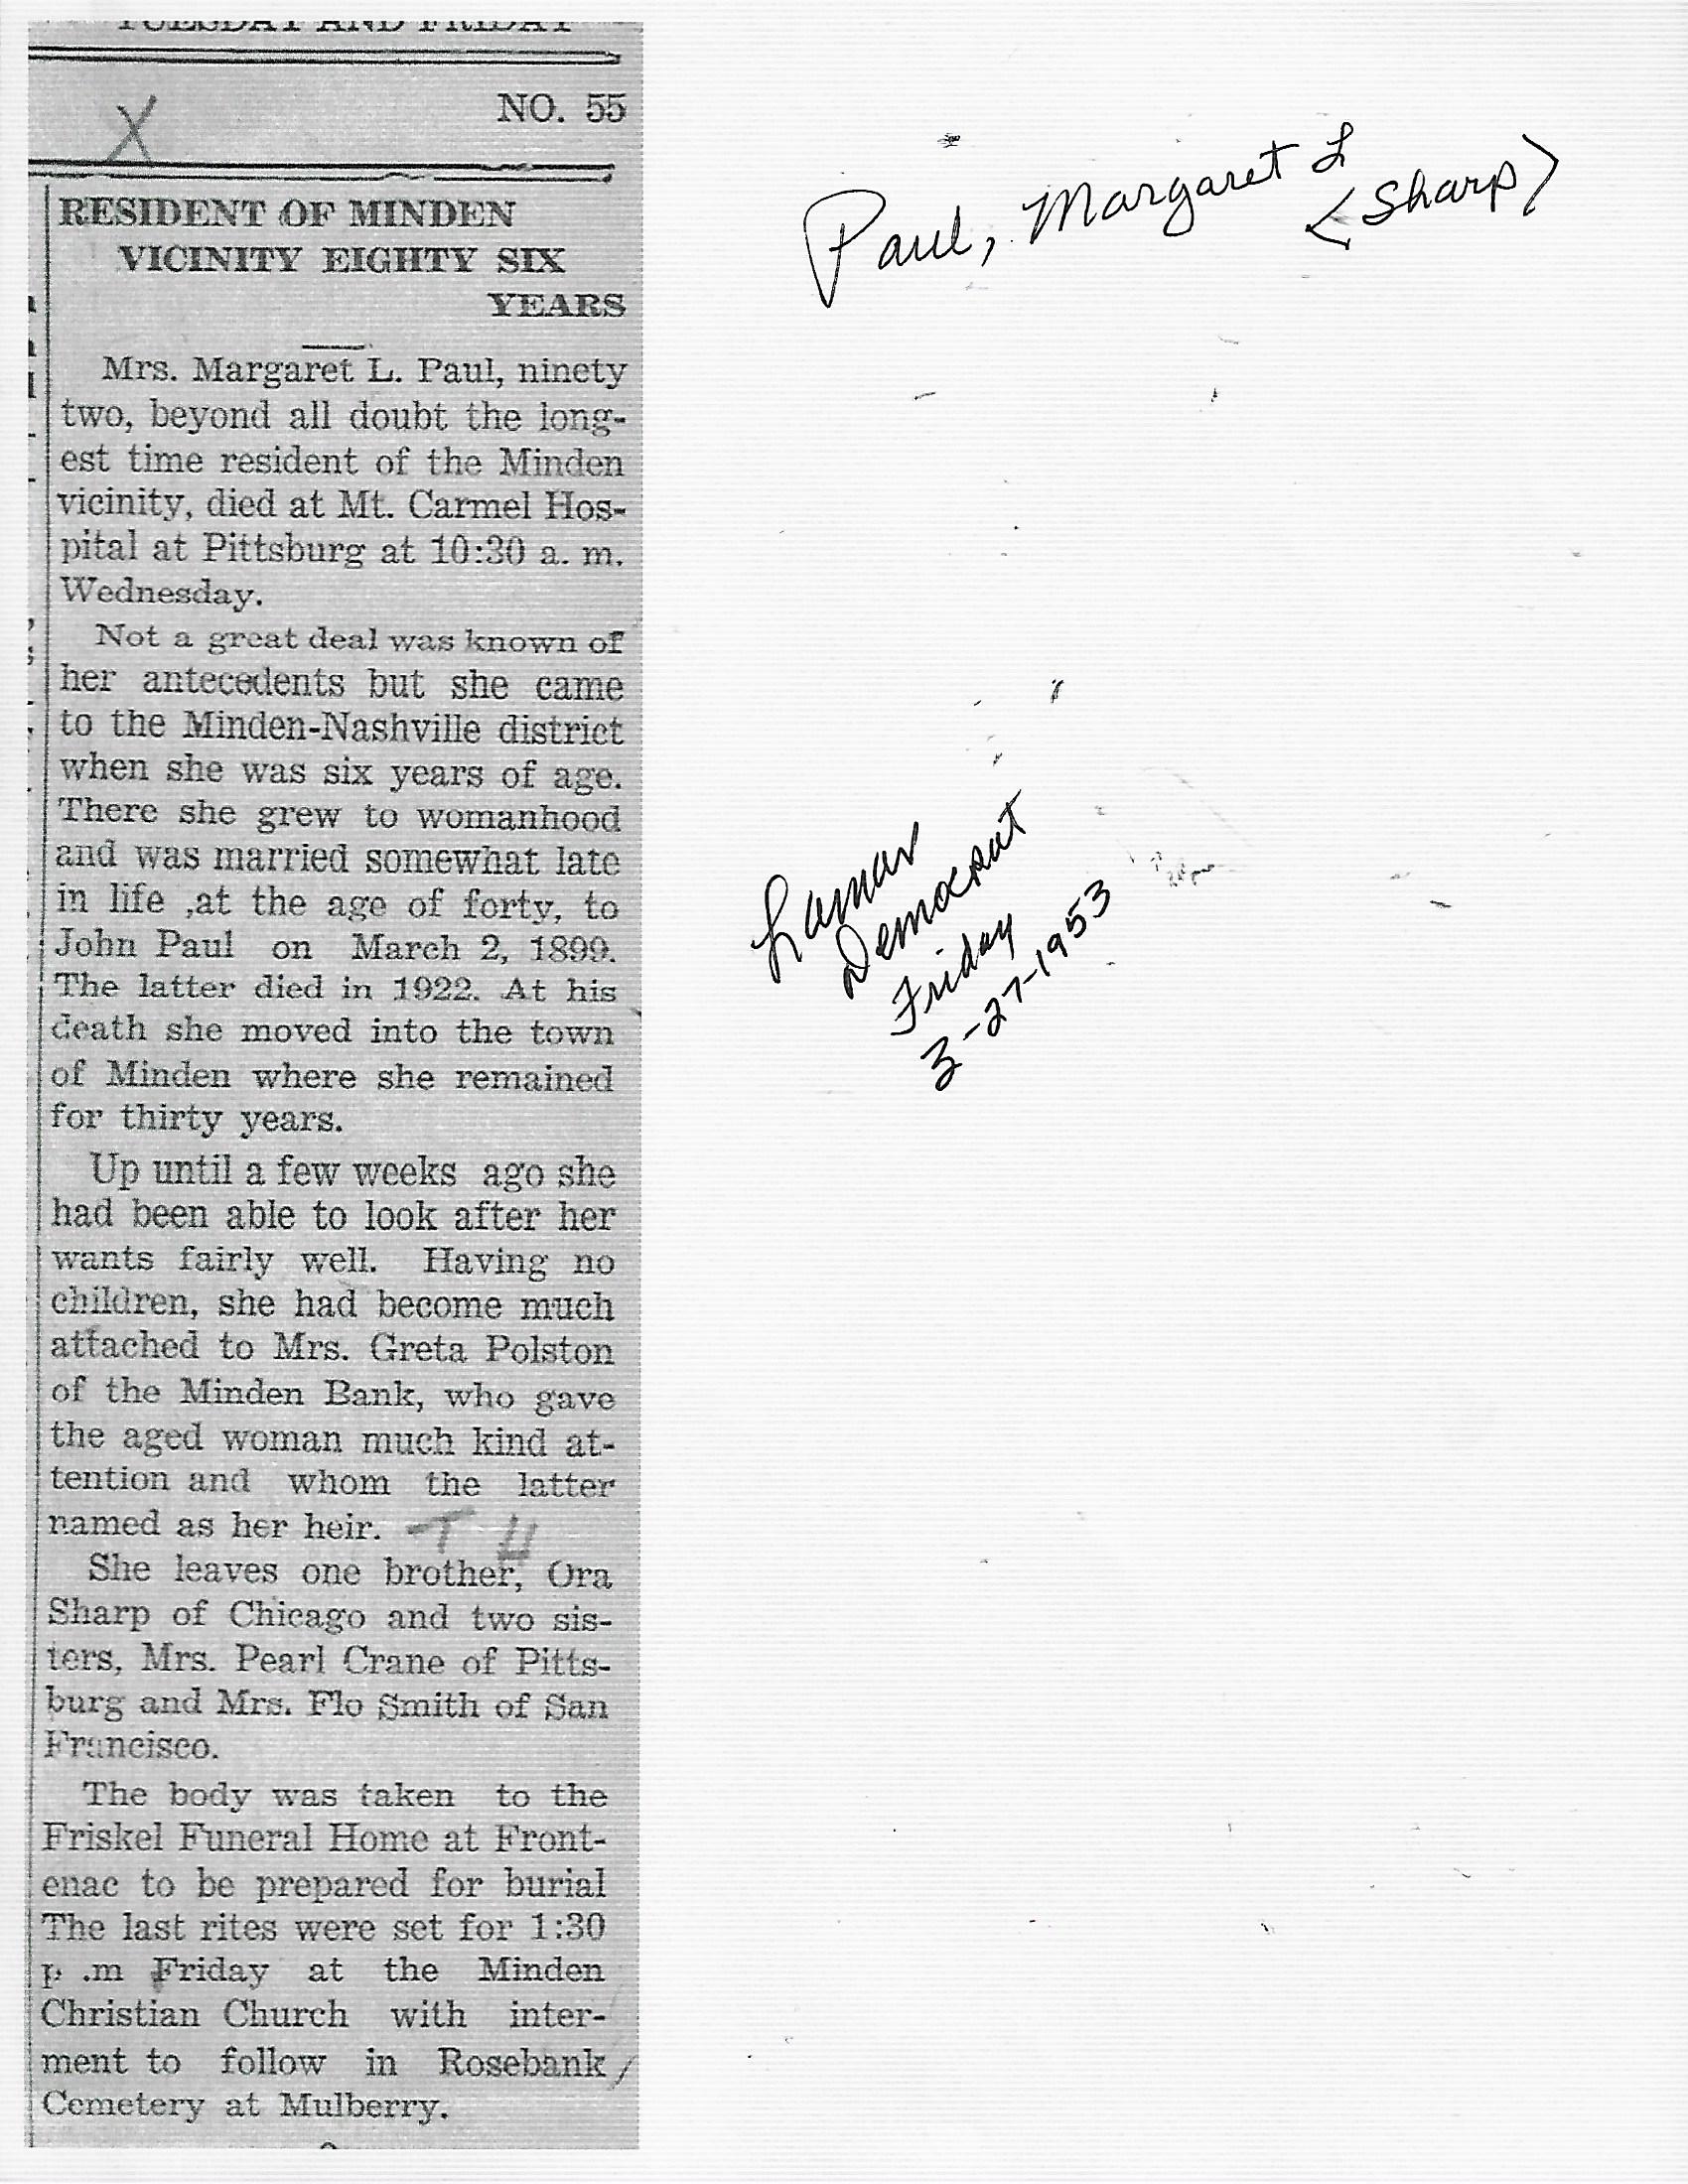 TUESDAY AND FRIDAY
NO. 55
X
RESIDENT OF MINDEN
VICINITY EIGHTY SIX
YEARS
Mrs. Margaret L. Paul, ninety
two, beyond all doubt the long-
est time resident of the Minden
vicinity, died at Mt. Carmel Hos-
pital at Pittsburg at 10:30 a. m.
Wednesday.
Not a great deal was known of
her antecedents but she came
to the Minden-Nashville district
when she was six years of age.
There she grew to womanhood
and was married somewhat late
in life ,at the age of forty, to
John Paul on March 2, 1899.
The latter died in 1922. At his
death she moved into the town
of Minden where she remained
for thirty years.
Up until a few weeks ago she
had been able to look after her
wants fairly well. Having no
children, she had become much
attached to Mrs. Greta Polston
of the Minden Bank, who gave
the aged woman much kind at-
tention and whom the latter
named as her heir.
She leaves one brother, Ora
Sharp of Chicago and two sis-
ters, Mrs. Pearl Crane of Pitts-
burg and Mrs. Flo Smith of San
Francisco.
The body was taken to the
Friskel Funeral Home at Front-
enac to be prepared for burial
The last rites were set for 1:30
p .m Friday at the Minden
Christian Church with inter-
ment to follow in Rosebank
Cemetery at Mulberry.
Paul, Margaret L
<Sharp>
Lamar
Democrat
Friday
3-27-1953